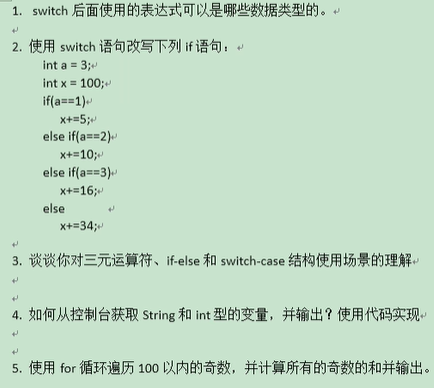 1. switch 后面使用的表达式可以是哪些数据类型的。
2. 使用 switch 语句改写下列 if 语句：
int a = 3;
int x = 100;
if(a==1)
x+=5;
else if(a==2)
x+=10;
else if(a==3)
x+=16;
else
x+=34;
3. 谈谈你对三元运算符、if-else 和 switch-case 结构使用场景的理解
4. 如何从控制台获取 String 和 int 型的变量，并输出？使用代码实现
5. 使用 for 循环遍历 100 以内的奇数，并计算所有的奇数的和并输出。